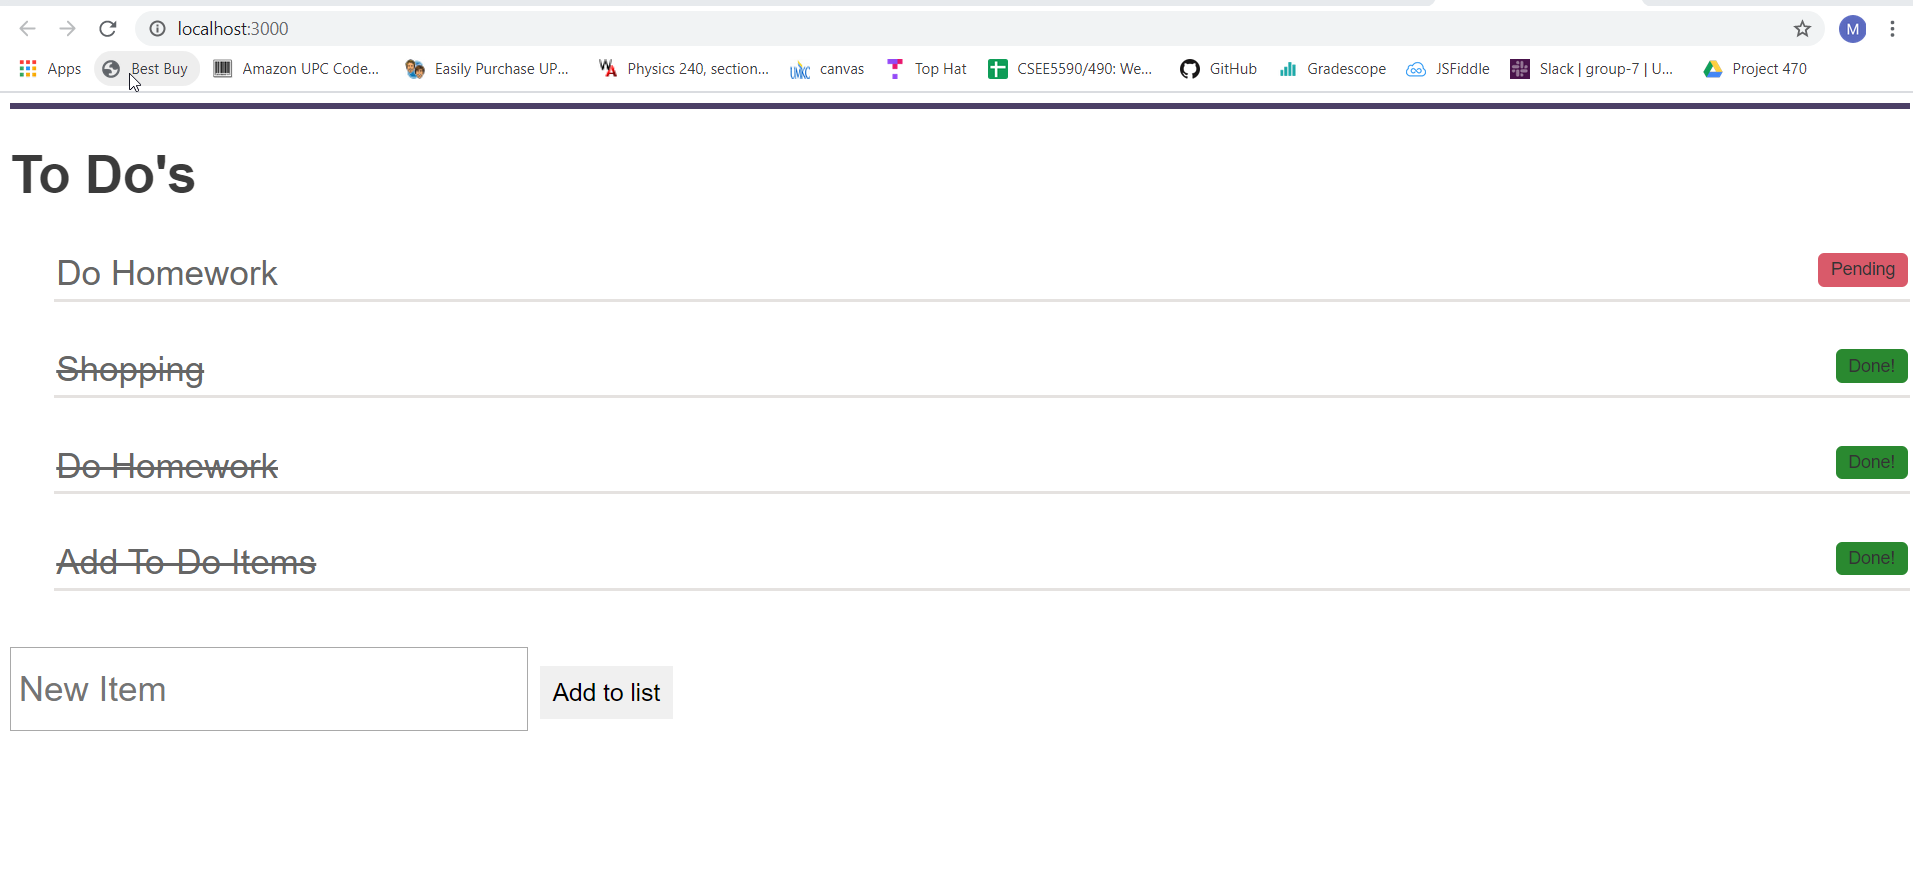 localhost:3000 M
Apps Best Buy Amazon UPC Code... Easily Purchase UP... Physics 240, section... canvas Top Hat CSEE5590/490: We... GitHub Gradescope JSFiddle Slack | group-7 | U... Project 470
To Do's
Do Homework Pending
Shopping Done!
Do Homework Done!
Add To Do Items Done!
New Item Add to list